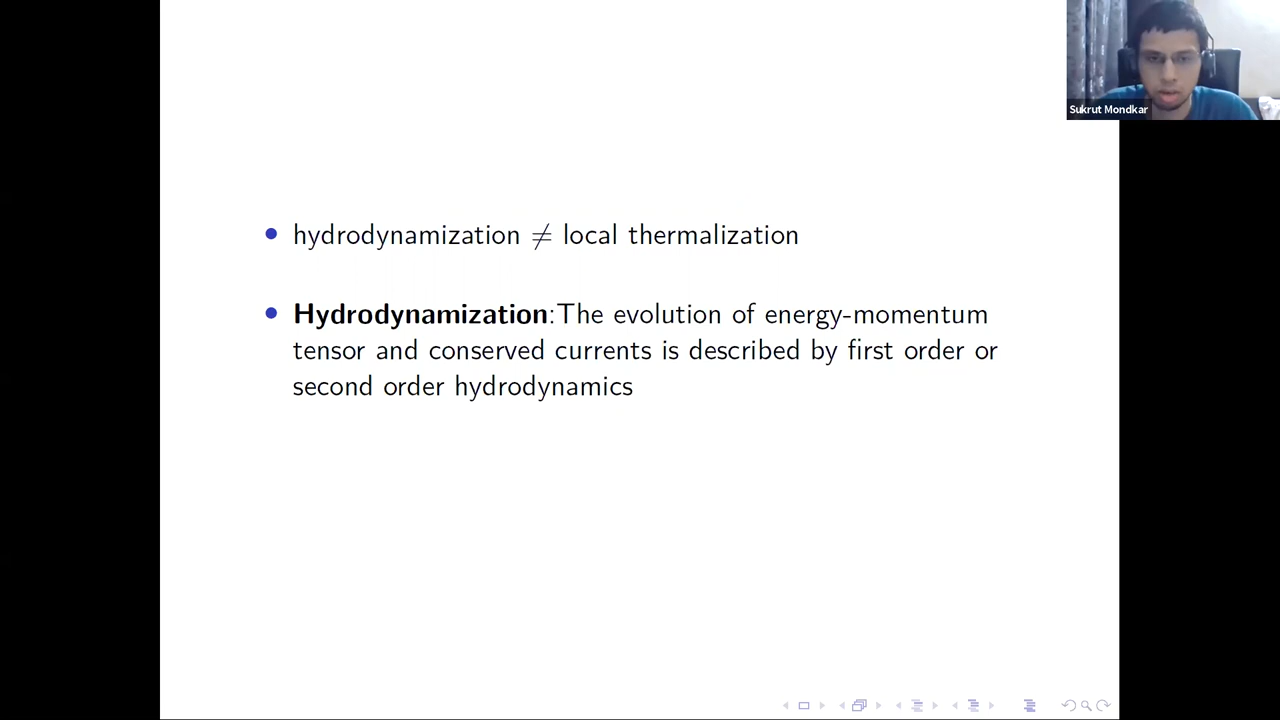 Sukrut Mondkar
• hydrodynamization ≠ local thermalization
• Hydrodynamization:The evolution of energy-momentum
tensor and conserved currents is described by first order or
second order hydrodynamics